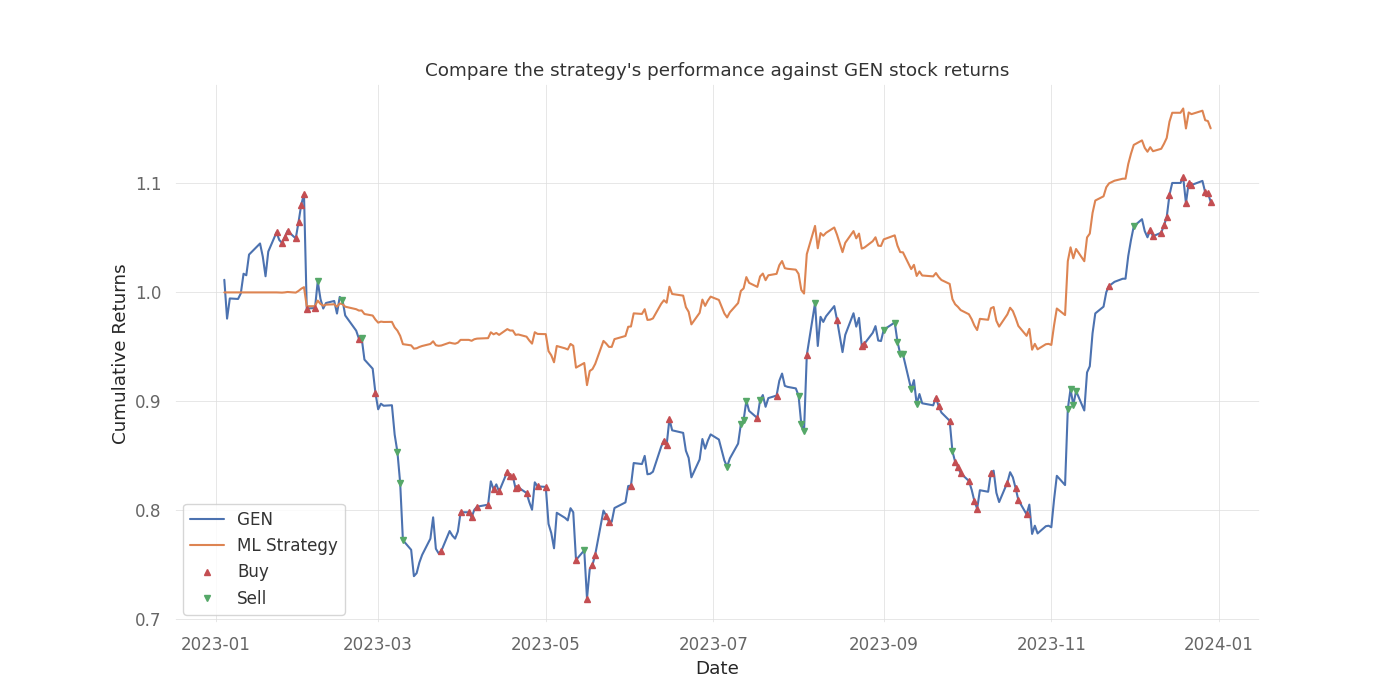 Compare the strategy's performance against GEN stock returns
Cumulative Returns
1.1
1.0
0.9
0.8
0.7
GEN
ML Strategy
Buy
Sell
2023-01
2023-03
2023-05
2023-07
2023-09
2023-11
2024-01
Date